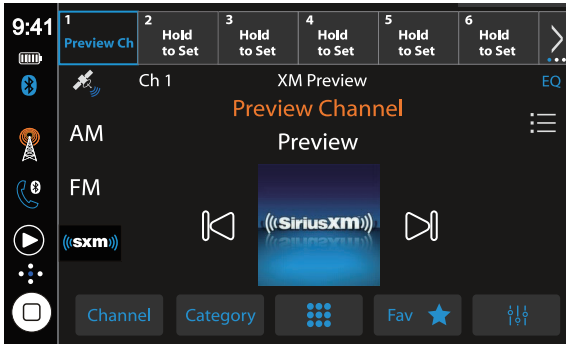 9:41
1
Preview Ch
2
Hold
to Set
3
Hold
to Set
4
Hold
to Set
5
Hold
to Set
6
Hold
to Set
Ch 1
XM Preview
EQ
Preview Channel
Preview
AM
FM
((sxm))
((SiriusXM))
Channel
Category
Fav